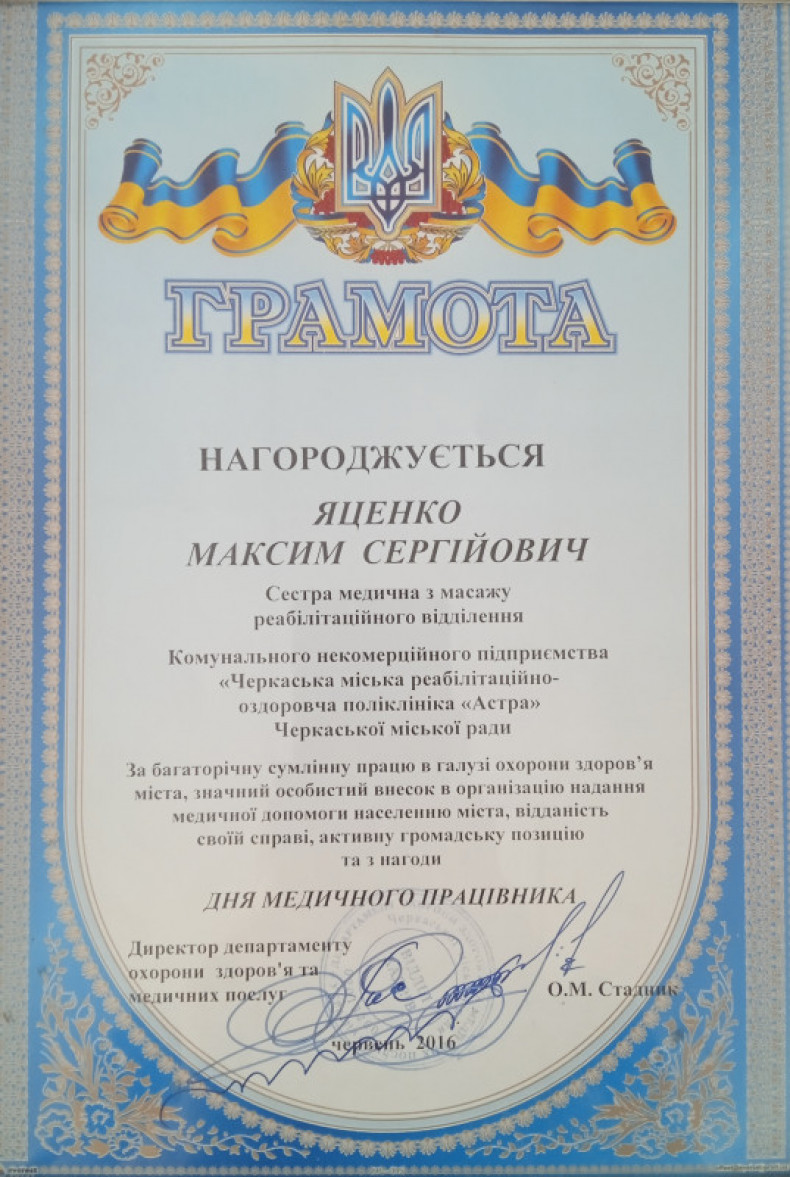 ГРАМОТА
НАГОРОДЖУЄТЬСЯ
ЯЦЕНКО
МАКСИМ СЕРГІЙОВИЧ
Сестра медична з масажу
реабілітаційного відділення
Комунального некомерційного підприємства
«Черкаська міська реабілітаційно-
оздоровча поліклініка «Астра»
Черкаської міської ради
За багаторічну сумлінну працю в галузі охорони здоров’я
міста, значний особистий внесок в організацію надання
медичної допомоги населенню міста, відданість
своїй справі, активну громадську позицію
та з нагоди
ДНЯ МЕДИЧНОГО ПРАЦІВНИКА
Директор департаменту
охорони здоров'я та
медичних послуг
О.М. Стадник
червень 2016